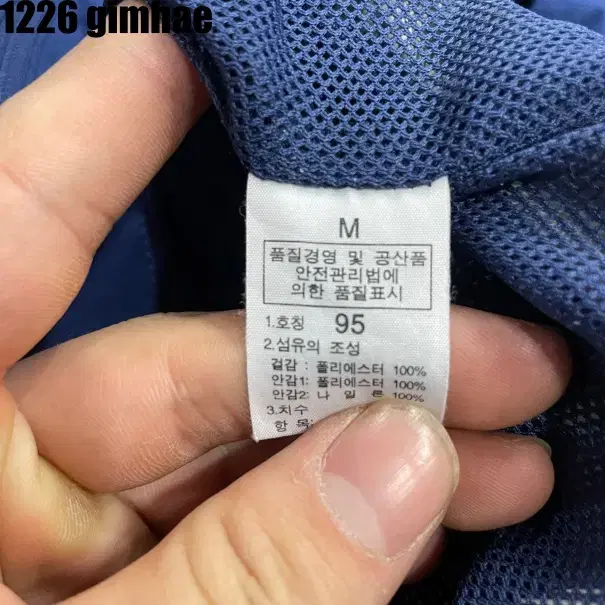 1226 gimhae
M
품질경영 및 공산품
안전관리법에
의한 품질표시
1.호칭 95
2.섬유의 조성
겉감 : 폴리에스터 100%
안감1: 폴리에스터 100%
안감2: 나 일 론 100%
3.치수
항 목